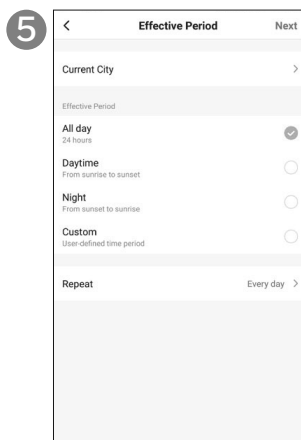 5
Effective Period Next
Current City
Effective Period
All day
24 hours
Daytime
From sunrise to sunset
Night
From sunset to sunrise
Custom
User-defined time period
Repeat Every day